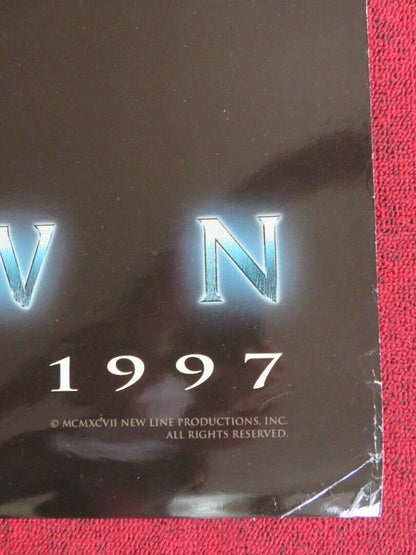 W N
1997
© MCMXCVII NEW LINE PRODUCTIONS, INC.
ALL RIGHTS RESERVED.